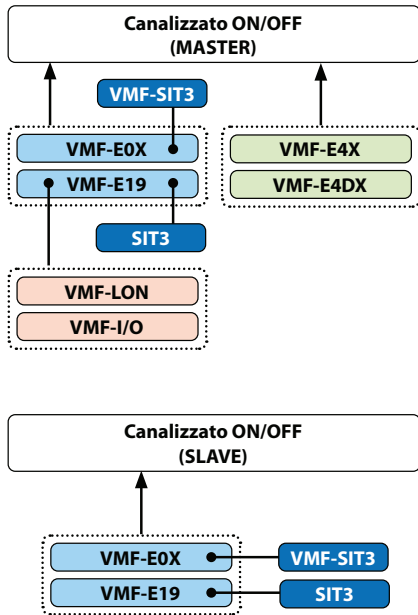 Canalizzato ON/OFF
(MASTER)
VMF-SIT3
VMF-E0X
VMF-E19
SIT3
VMF-LON
VMF-I/O
VMF-E4X
VMF-E4DX
Canalizzato ON/OFF
(SLAVE)
VMF-E0X
VMF-SIT3
VMF-E19
SIT3